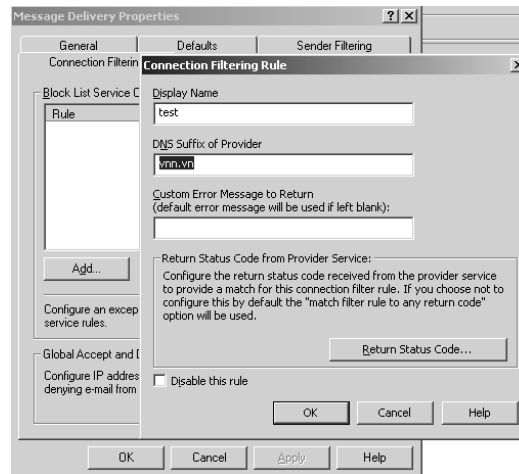 Message Delivery Properties
General Defaults Sender Filtering
Connection Filterin
Block List Service C
Rule
Add...
Configure an excep
service rules.
Global Accept and
Configure IP addres
denying e-mail from
OK Cancel Apply Help
Connection Filtering Rule
Display Name
test
DNS Suffix of Provider
vnn.vn
Custom Error Message to Return
(default error message will be used if left blank):
Return Status Code from Provider Service:
Configure the return status code received from the provider service
to provide a match for this connection filter rule. If you choose not to
configure this by default the "match filter rule to any return code"
option will be used.
Return Status Code...
Disable this rule
OK Cancel Help